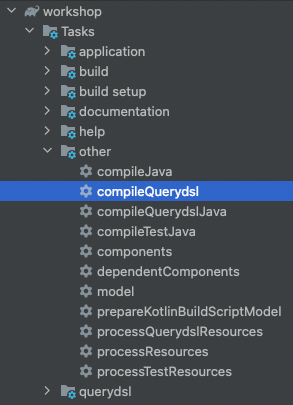 workshop
Tasks
application
build
build setup
documentation
help
other
compileJava
compileQuerydsl
compileQuerydslJava
compileTestJava
components
dependentComponents
model
prepareKotlinBuildScriptModel
processQuerydslResources
processResources
processTestResources
querydsl